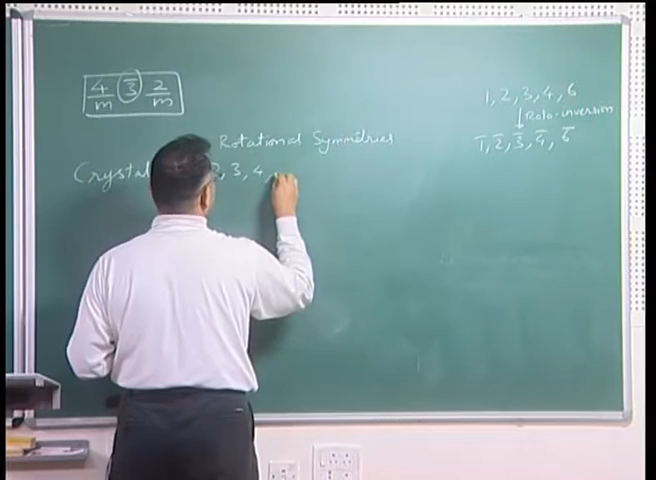 4/m 3̅ 2/m
1, 2, 3, 4, 6
↓ Roto-inversion
1̅, 2̅, 3̅, 4̅, 6̅
Rotational Symmetries
Crystal 2, 3, 4,